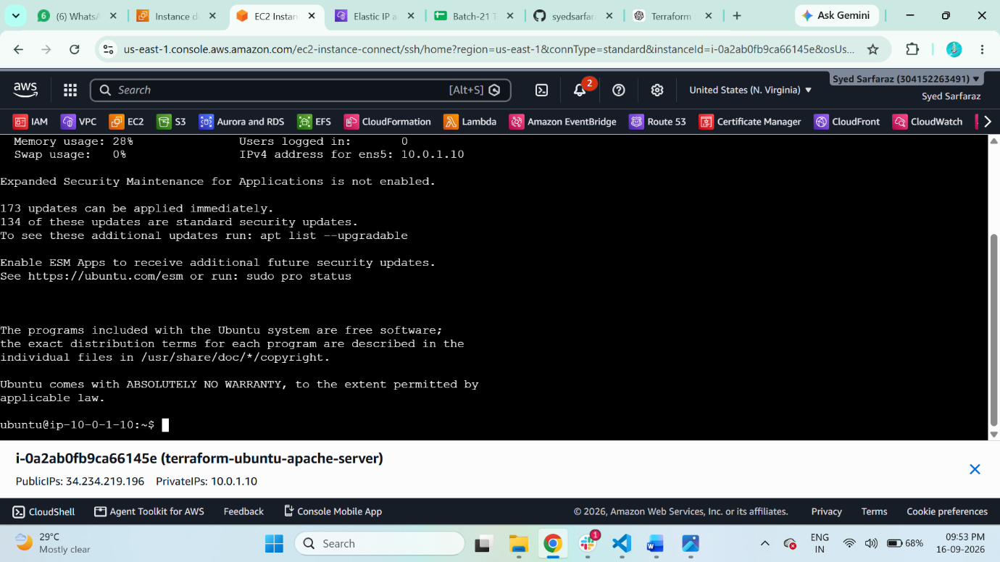 (6) WhatsA
Instance d
EC2 Instan
Elastic IP a
Batch-21 T
syedsarfara
Terraform
Ask Gemini
us-east-1.console.aws.amazon.com/ec2-instance-connect/ssh/home?region=us-east-1&connType=standard&instanceId=i-0a2ab0fb9ca66145e&osUs...
aws
Search
[Alt+S]
2
United States (N. Virginia)
Syed Sarfaraz (304152263491)
Syed Sarfaraz
IAM
VPC
EC2
S3
Aurora and RDS
EFS
CloudFormation
Lambda
Amazon EventBridge
Route 53
Certificate Manager
CloudFront
CloudWatch
Memory usage: 28% Users logged in: 0
Swap usage: 0% IPv4 address for ens5: 10.0.1.10
Expanded Security Maintenance for Applications is not enabled.
173 updates can be applied immediately.
134 of these updates are standard security updates.
To see these additional updates run: apt list --upgradable
Enable ESM Apps to receive additional future security updates.
See https://ubuntu.com/esm or run: sudo pro status
The programs included with the Ubuntu system are free software;
the exact distribution terms for each program are described in the
individual files in /usr/share/doc/*/copyright.
Ubuntu comes with ABSOLUTELY NO WARRANTY, to the extent permitted by
applicable law.
ubuntu@ip-10-0-1-10:~$
i-0a2ab0fb9ca66145e (terraform-ubuntu-apache-server)
PublicIPs: 34.234.219.196 PrivateIPs: 10.0.1.10
CloudShell
Agent Toolkit for AWS
Feedback
Console Mobile App
© 2026, Amazon Web Services, Inc. or its affiliates.
Privacy
Terms
Cookie preferences
29°C
Mostly clear
Search
1
ENG
IN
68%
09:53 PM
16-09-2026